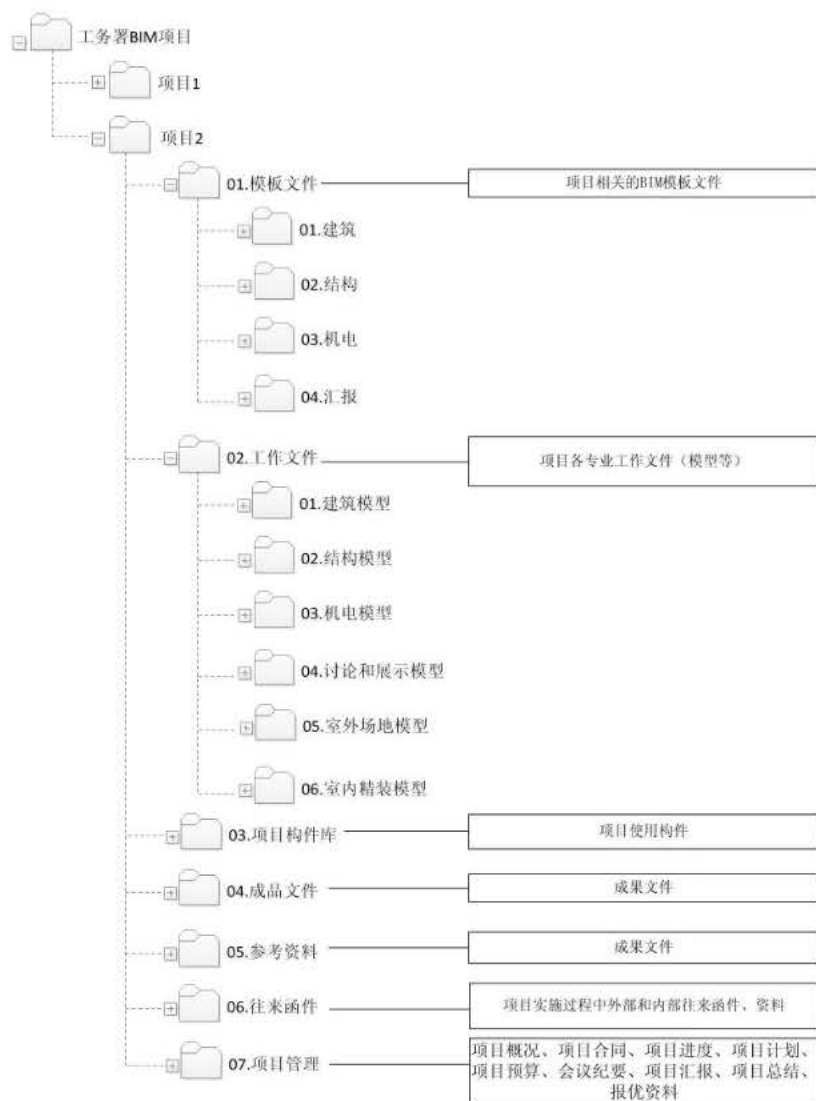 工务署BIM项目
项目1
项目2
01.模板文件
项目相关的BIM模板文件
01.建筑
02.结构
03.机电
04.汇报
02.工作文件
项目各专业工作文件（模型等）
01.建筑模型
02.结构模型
03.机电模型
04.讨论和展示模型
05.室外场地模型
06.室内精装模型
03.项目构件库
项目使用构件
04.成品文件
成果文件
05.参考资料
成果文件
06.往来函件
项目实施过程中外部和内部往来函件、资料
07.项目管理
项目概况、项目合同、项目进度、项目计划、
项目预算、会议纪要、项目汇报、项目总结、
报优资料